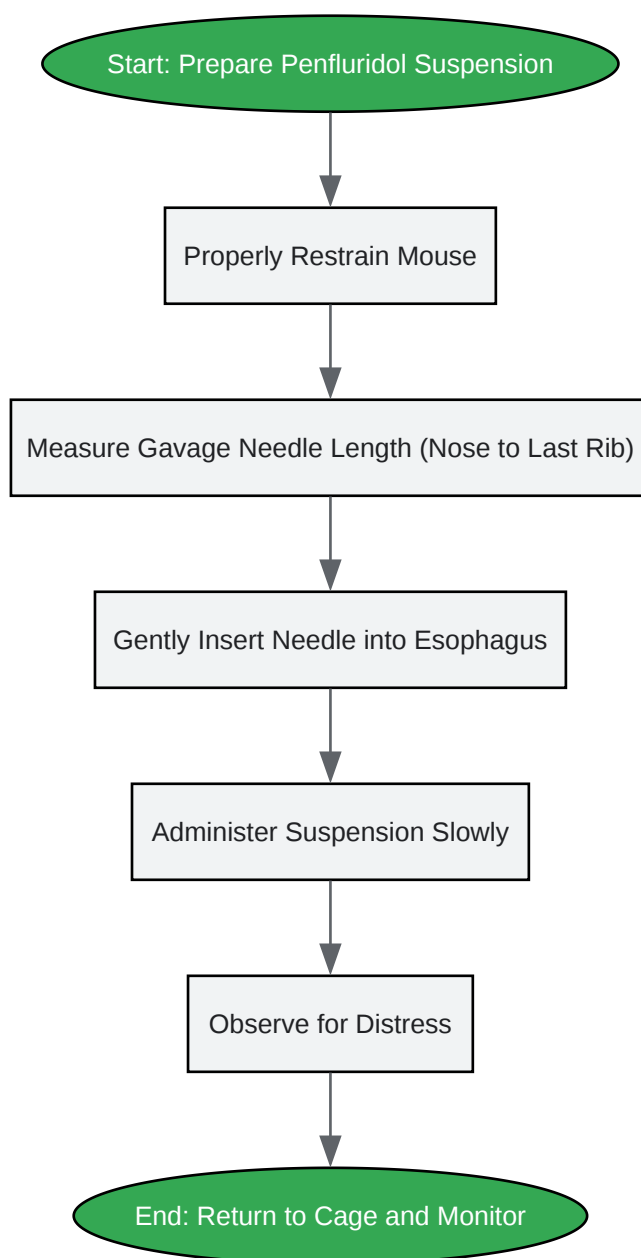 Start: Prepare Penfluridol Suspension
Properly Restrain Mouse
Measure Gavage Needle Length (Nose to Last Rib)
Gently Insert Needle into Esophagus
Administer Suspension Slowly
Observe for Distress
End: Return to Cage and Monitor